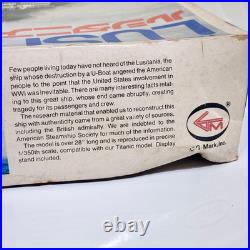 LUSI
Few people living today have not heard of the Lusitania, the
ship whose destruction by a U-Boat angered the American
people to the point that the United States involvement in
WWI was inevitable. There are many interesting facts relat-
ing to this great ship, whose end came abruptly, creating
tragedy for its passengers and crew.
The research material that enabled us to reconstruct this
ship with authenticity came from a great variety of sources,
including the British admiralty. We are indebted to the
American Steamship Society for much of its information.
The model is over 28" long and is reproduced in precise
1/350th scale, compatible with our Titanic model. Display
stand included.
Mark, Inc.